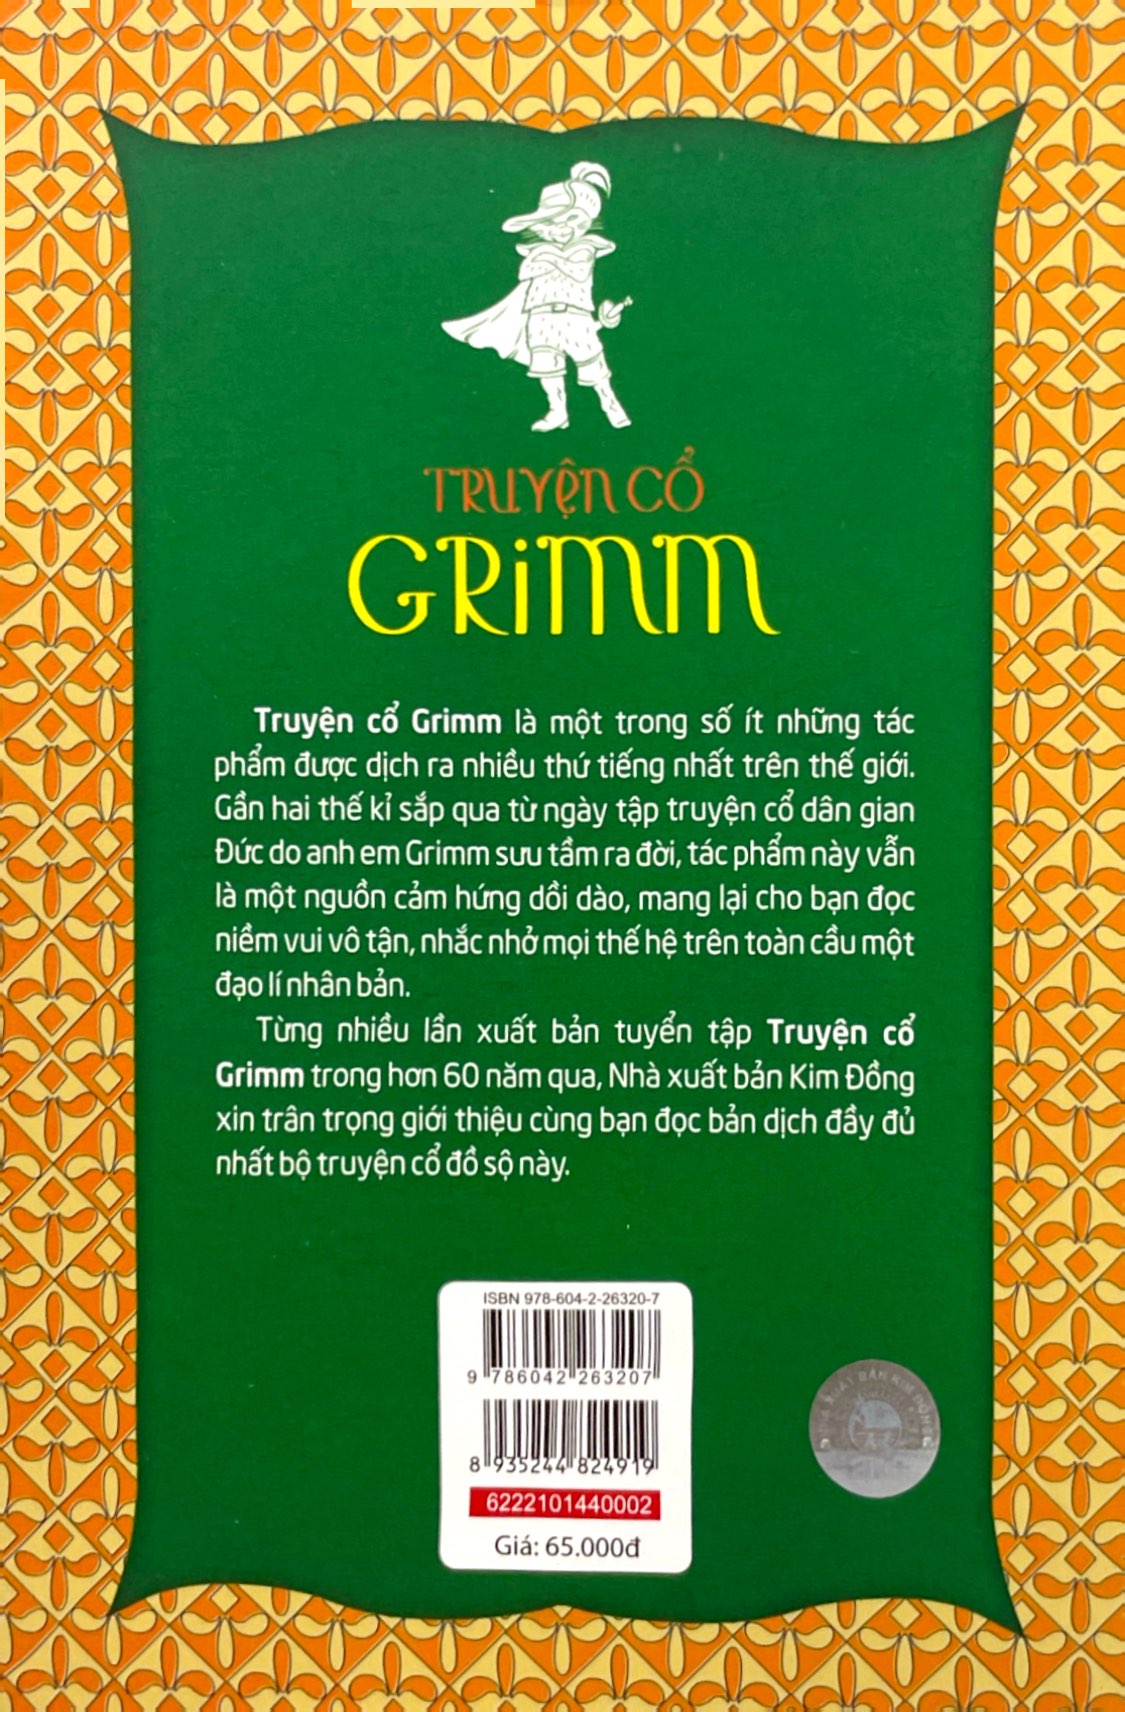 TRUYỆN CỔ
GRIMM
Truyện cổ Grimm là một trong số ít những tác
phẩm được dịch ra nhiều thứ tiếng nhất trên thế giới.
Gần hai thế kỉ sắp qua từ ngày tập truyện cổ dân gian
Đức do anh em Grimm sưu tầm ra đời, tác phẩm này vẫn
là một nguồn cảm hứng dồi dào, mang lại cho bạn đọc
niềm vui vô tận, nhắc nhở mọi thế hệ trên toàn cầu một
đạo lí nhân bản.
Từng nhiều lần xuất bản tuyển tập Truyện cổ
Grimm trong hơn 60 năm qua, Nhà xuất bản Kim Đồng
xin trân trọng giới thiệu cùng bạn đọc bản dịch đầy đủ
nhất bộ truyện cổ đồ sộ này.
ISBN 978-604-2-26320-7
9 786042 263207
8 935244 824919
6222101440002
Giá: 65.000đ
XUẤT BẢN KIM ĐỒNG